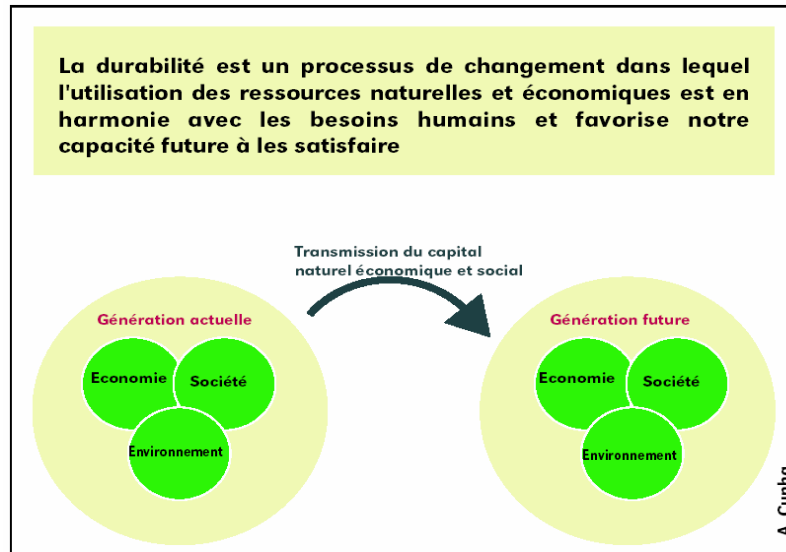 La durabilité est un processus de changement dans lequel
l'utilisation des ressources naturelles et économiques est en
harmonie avec les besoins humains et favorise notre
capacité future à les satisfaire
Transmission du capital
naturel économique et social
Génération actuelle
Economie
Société
Environnement
Génération future
Economie
Société
Environnement
A. Cunha